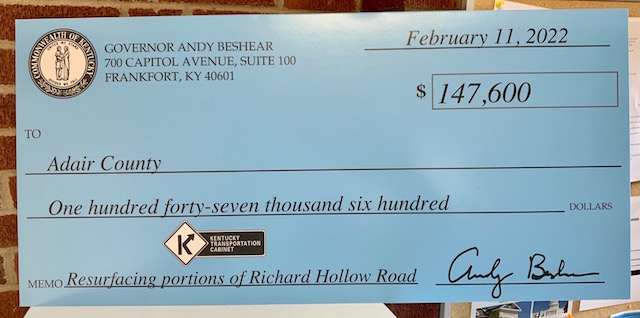 COMMONWEALTH OF KENTUCKY
GOVERNOR ANDY BESHEAR
700 CAPITOL AVENUE, SUITE 100
FRANKFORT, KY 40601
February 11, 2022
$ 147,600
TO
Adair County
One hundred forty-seven thousand six hundred DOLLARS
K KENTUCKY
TRANSPORTATION
CABINET
MEMO Resurfacing portions of Richard Hollow Road
Andy Beshear